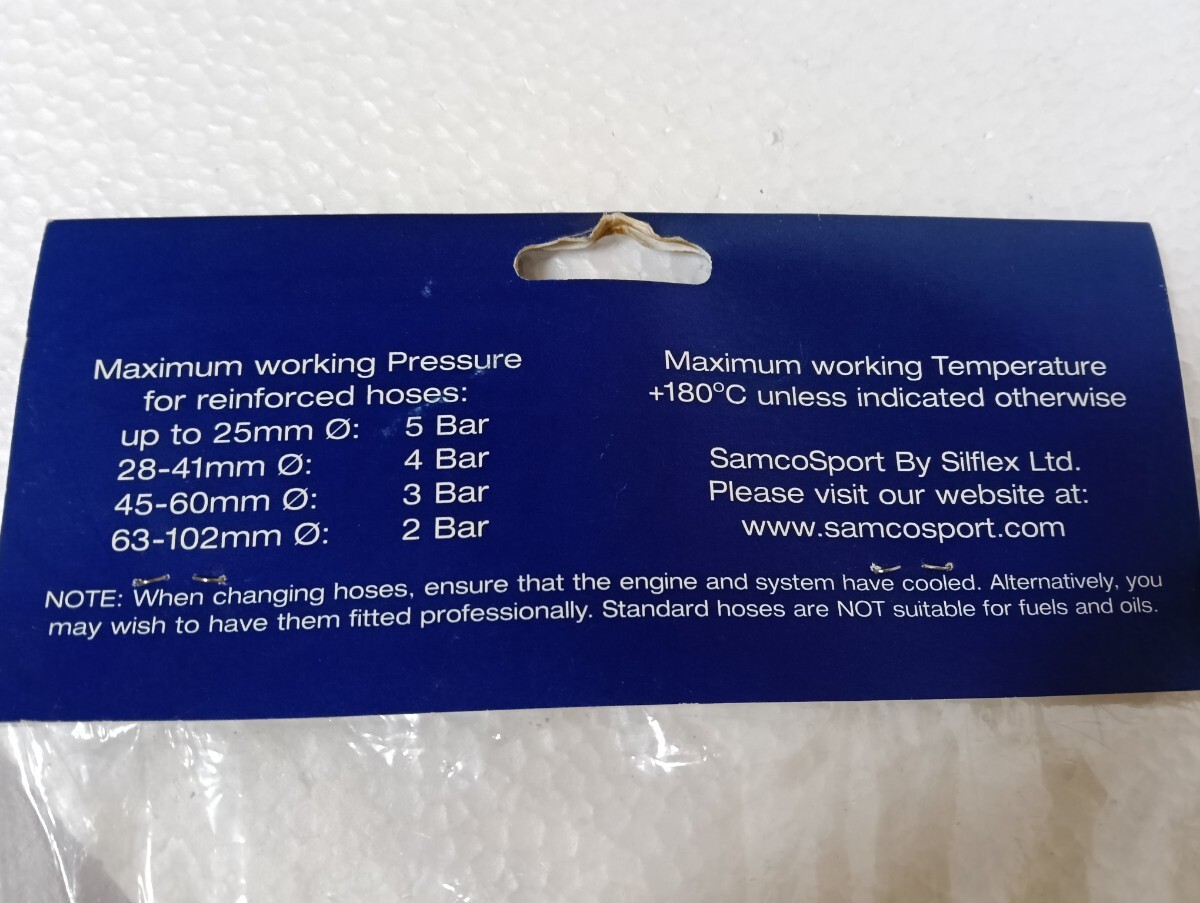 Maximum working Pressure
for reinforced hoses:
up to 25mm Ø: 5 Bar
28-41mm Ø: 4 Bar
45-60mm Ø: 3 Bar
63-102mm Ø: 2 Bar
Maximum working Temperature
+180°C unless indicated otherwise
SamcoSport By Silflex Ltd.
Please visit our website at:
www.samcosport.com
NOTE: When changing hoses, ensure that the engine and system have cooled. Alternatively, you
may wish to have them fitted professionally. Standard hoses are NOT suitable for fuels and oils.